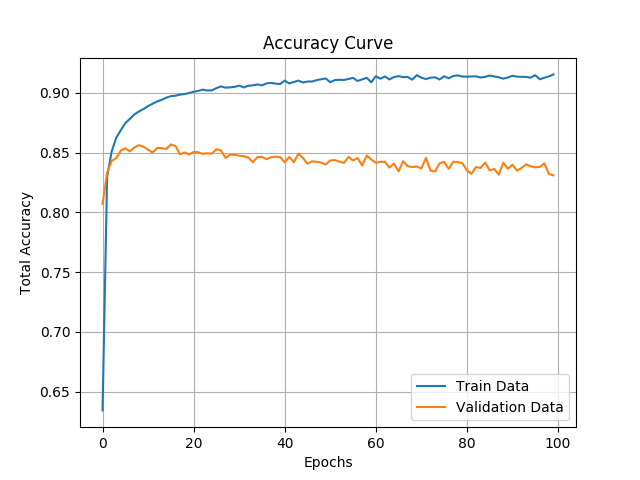 Accuracy Curve
Total Accuracy
0.90
0.85
0.80
0.75
0.70
0.65
0
20
40
60
80
100
Epochs
Train Data
Validation Data